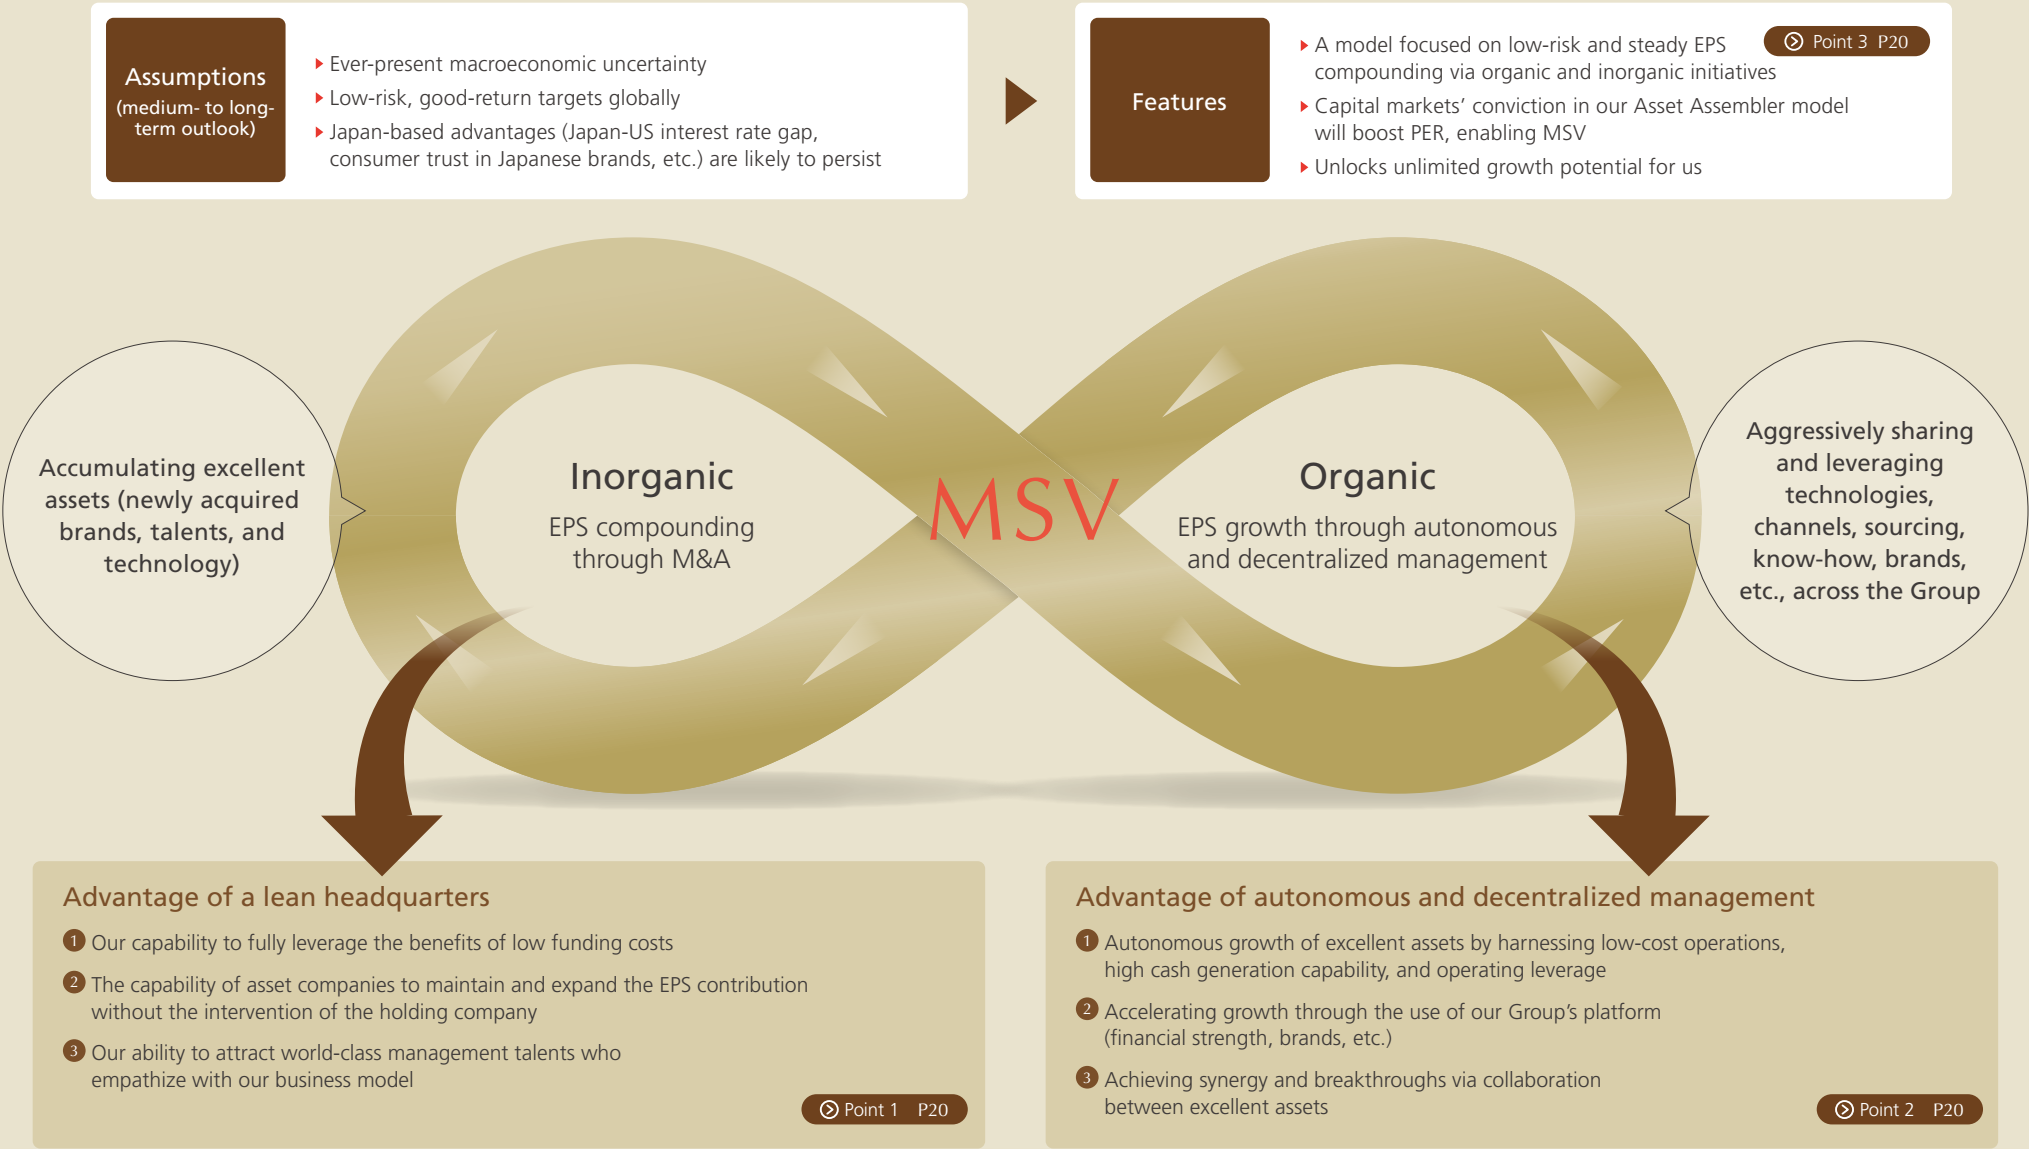 Assumptions
(medium- to long-
term outlook)
Ever-present macroeconomic uncertainty
Low-risk, good-return targets globally
Japan-based advantages (Japan-US interest rate gap,
consumer trust in Japanese brands, etc.) are likely to persist
Features
A model focused on low-risk and steady EPS
compounding via organic and inorganic initiatives
Point 3 P20
Capital markets’ conviction in our Asset Assembler model
will boost PER, enabling MSV
Unlocks unlimited growth potential for us
Accumulating excellent
assets (newly acquired
brands, talents, and
technology)
Inorganic
EPS compounding
through M&A
MSV
Organic
EPS growth through autonomous
and decentralized management
Aggressively sharing
and leveraging
technologies,
channels, sourcing,
know-how, brands,
etc., across the Group
Advantage of a lean headquarters
1 Our capability to fully leverage the benefits of low funding costs
2 The capability of asset companies to maintain and expand the EPS contribution
without the intervention of the holding company
3 Our ability to attract world-class management talents who
empathize with our business model
Point 1 P20
Advantage of autonomous and decentralized management
1 Autonomous growth of excellent assets by harnessing low-cost operations,
high cash generation capability, and operating leverage
2 Accelerating growth through the use of our Group’s platform
(financial strength, brands, etc.)
3 Achieving synergy and breakthroughs via collaboration
between excellent assets
Point 2 P20